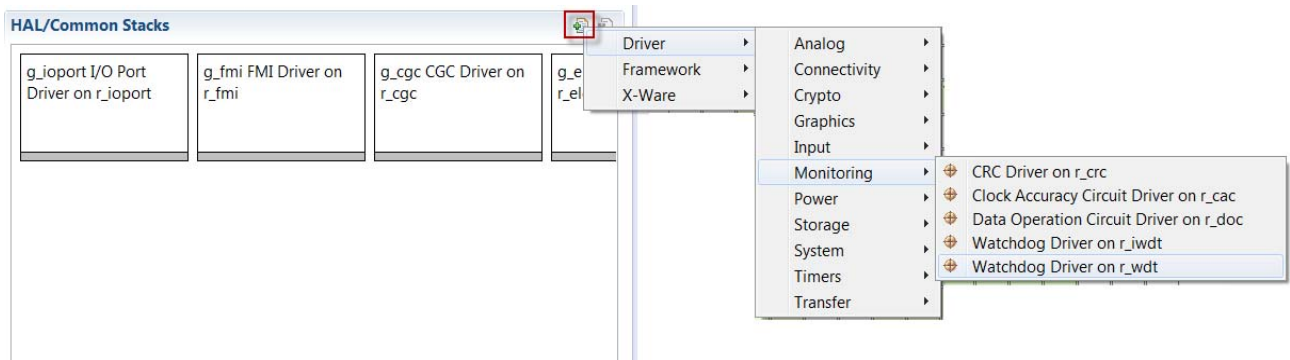 HAL/Common Stacks
g_ioport I/O Port
Driver on r_ioport
g_fmi FMI Driver on
r_fmi
g_cgc CGC Driver on
r_cgc
Driver
Framework
X-Ware
Analog
Connectivity
Crypto
Graphics
Input
Monitoring
Power
Storage
System
Timers
Transfer
CRC Driver on r_crc
Clock Accuracy Circuit Driver on r_cac
Data Operation Circuit Driver on r_doc
Watchdog Driver on r_iwdt
Watchdog Driver on r_wdt